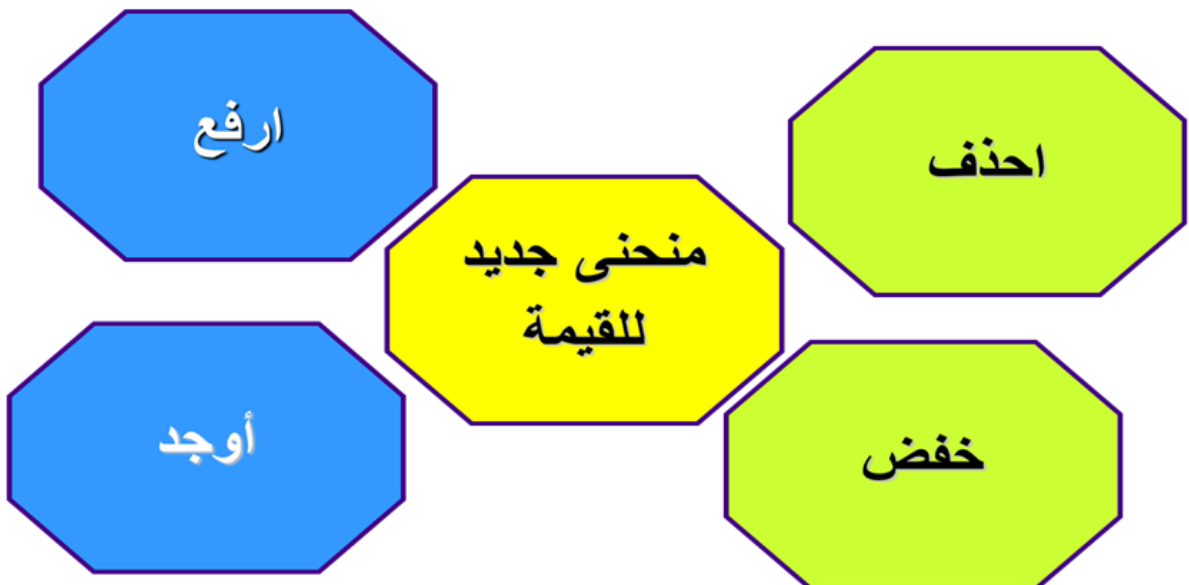 احذف
ارفع
منحنى جديد
للقيمة
خفض
أوجد